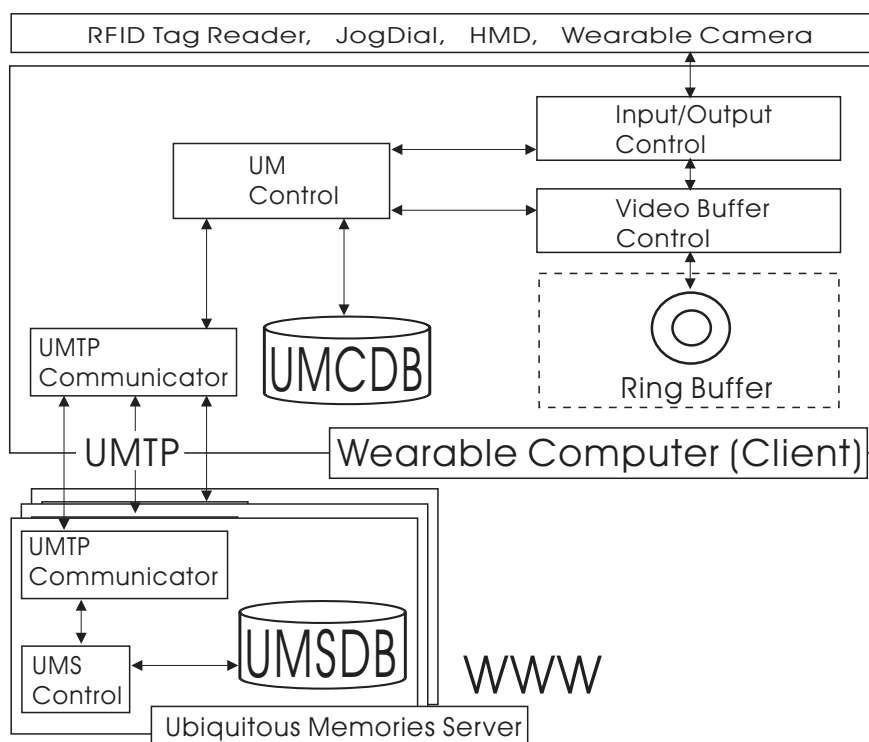 RFID Tag Reader, JogDial, HMD, Wearable Camera
Input/Output
Control
UM
Control
Video Buffer
Control
UMTP
Communicator
UMCDB
Ring Buffer
UMTP
Wearable Computer (Client)
UMTP
Communicator
UMSDB
UMS
Control
WWW
Ubiquitous Memories Server